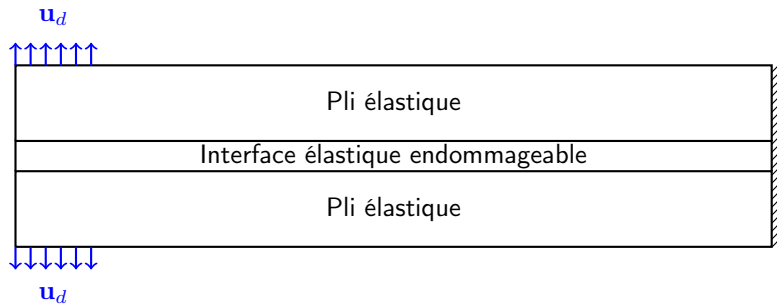 u_d
Pli élastique
Interface élastique endommageable
Pli élastique
u_d